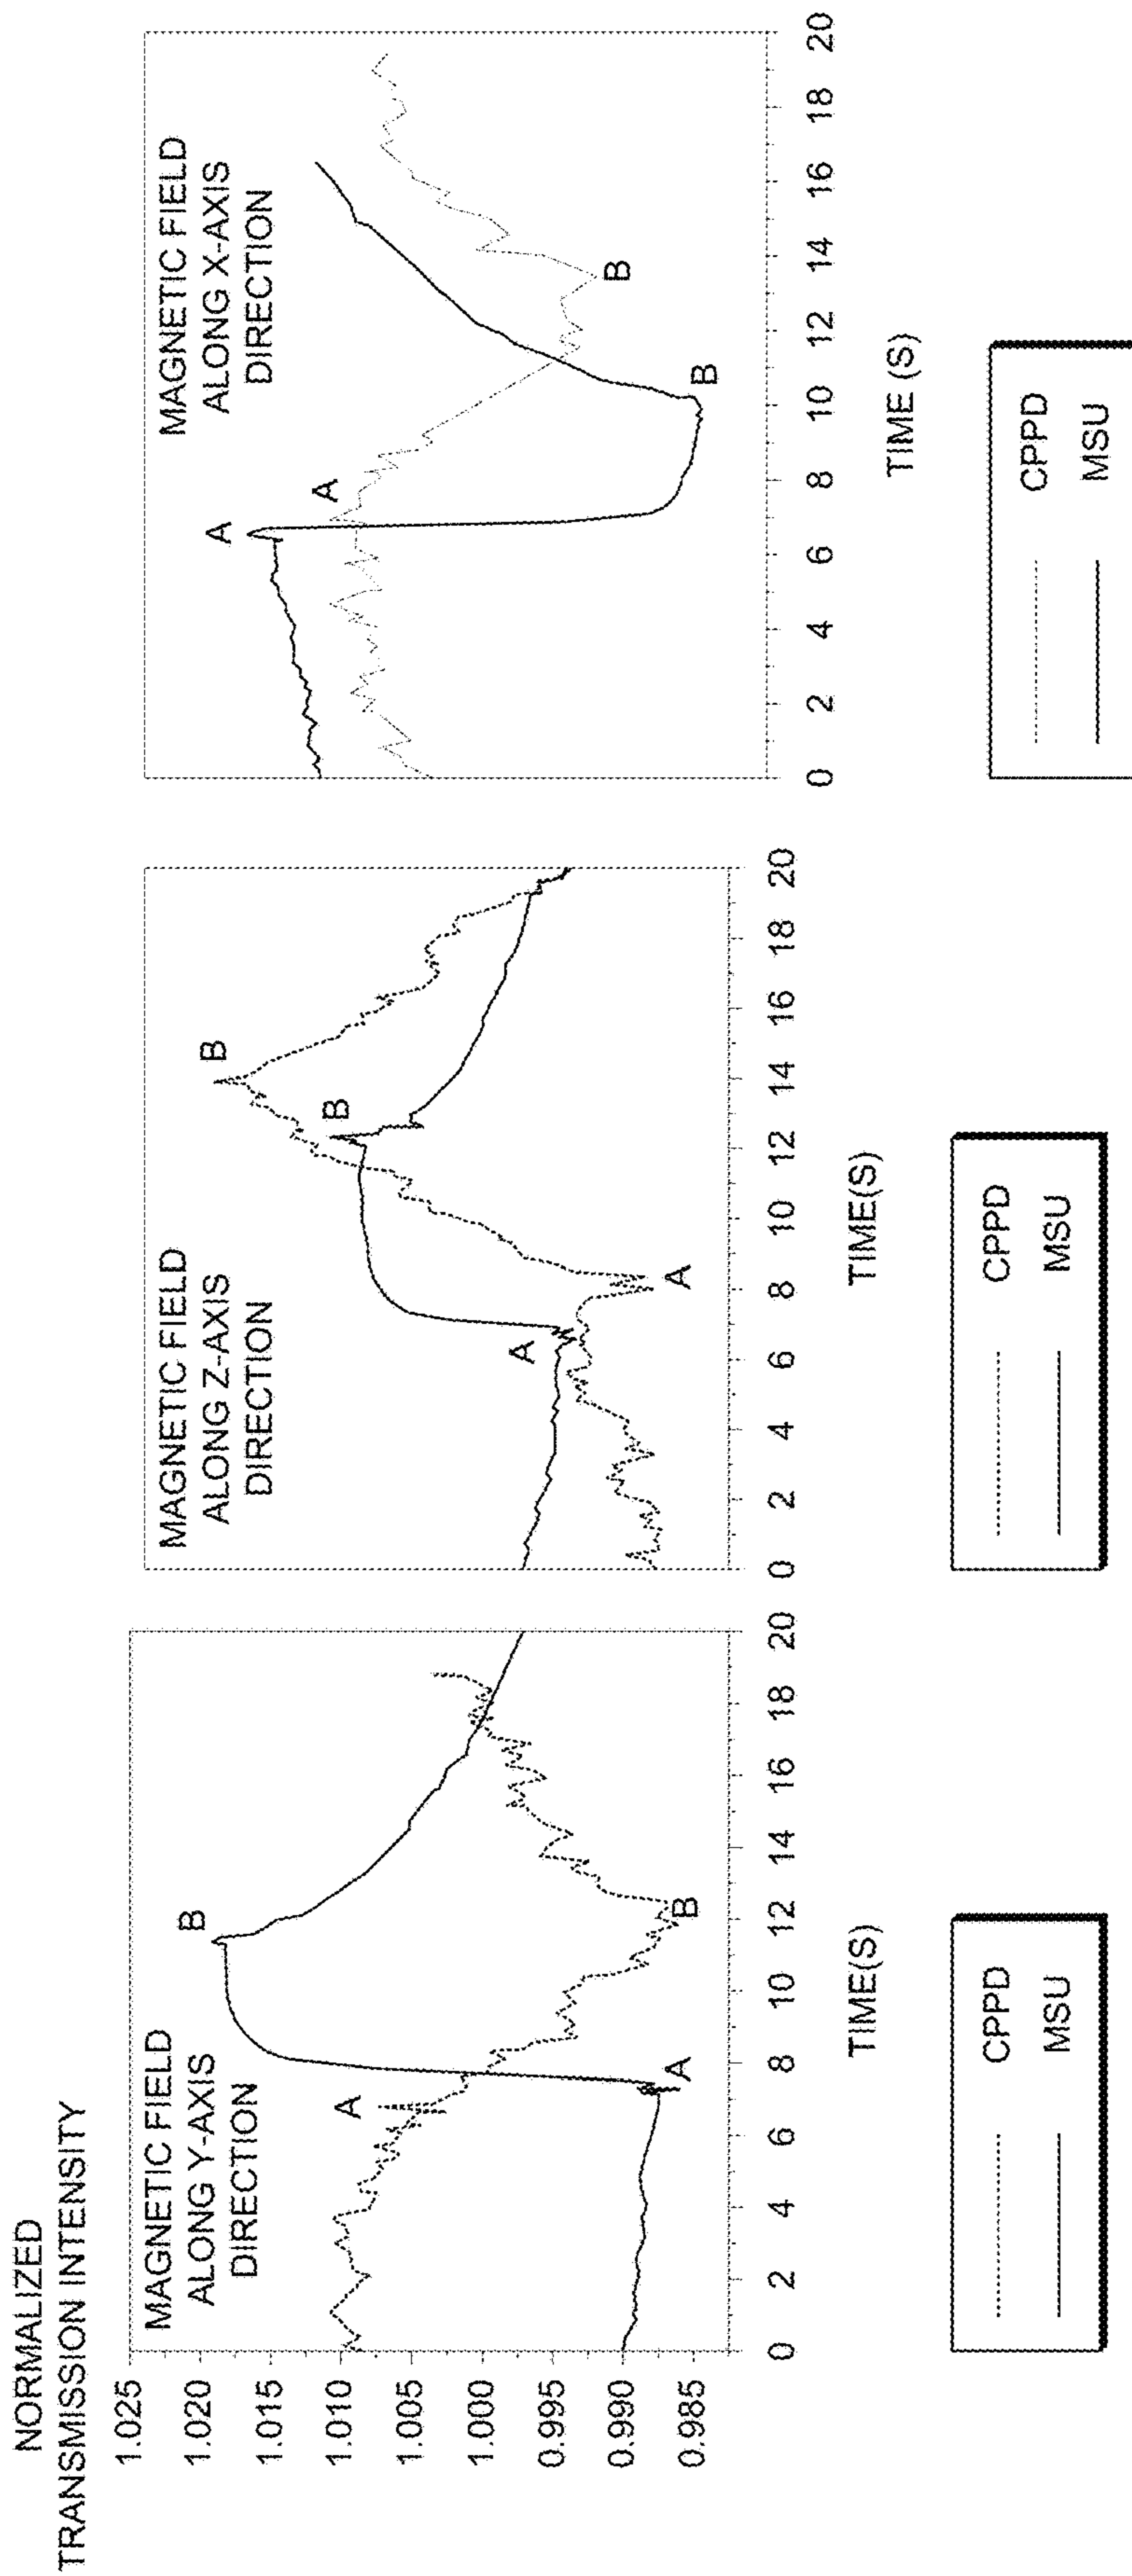 NORMALIZED
TRANSMISSION INTENSITY
1.025
1.020
1.015
1.010
1.005
1.000
0.995
0.990
0.985
MAGNETIC FIELD
ALONG Y-AXIS
DIRECTION
A
B
A
B
0 2 4 6 8 10 12 14 16 18 20
TIME(S)
CPPD
MSU
MAGNETIC FIELD
ALONG Z-AXIS
DIRECTION
B
B
A
A
0 2 4 6 8 10 12 14 16 18 20
TIME(S)
CPPD
MSU
MAGNETIC FIELD
ALONG X-AXIS
DIRECTION
A
A
B
B
0 2 4 6 8 10 12 14 16 18 20
TIME (S)
CPPD
MSU